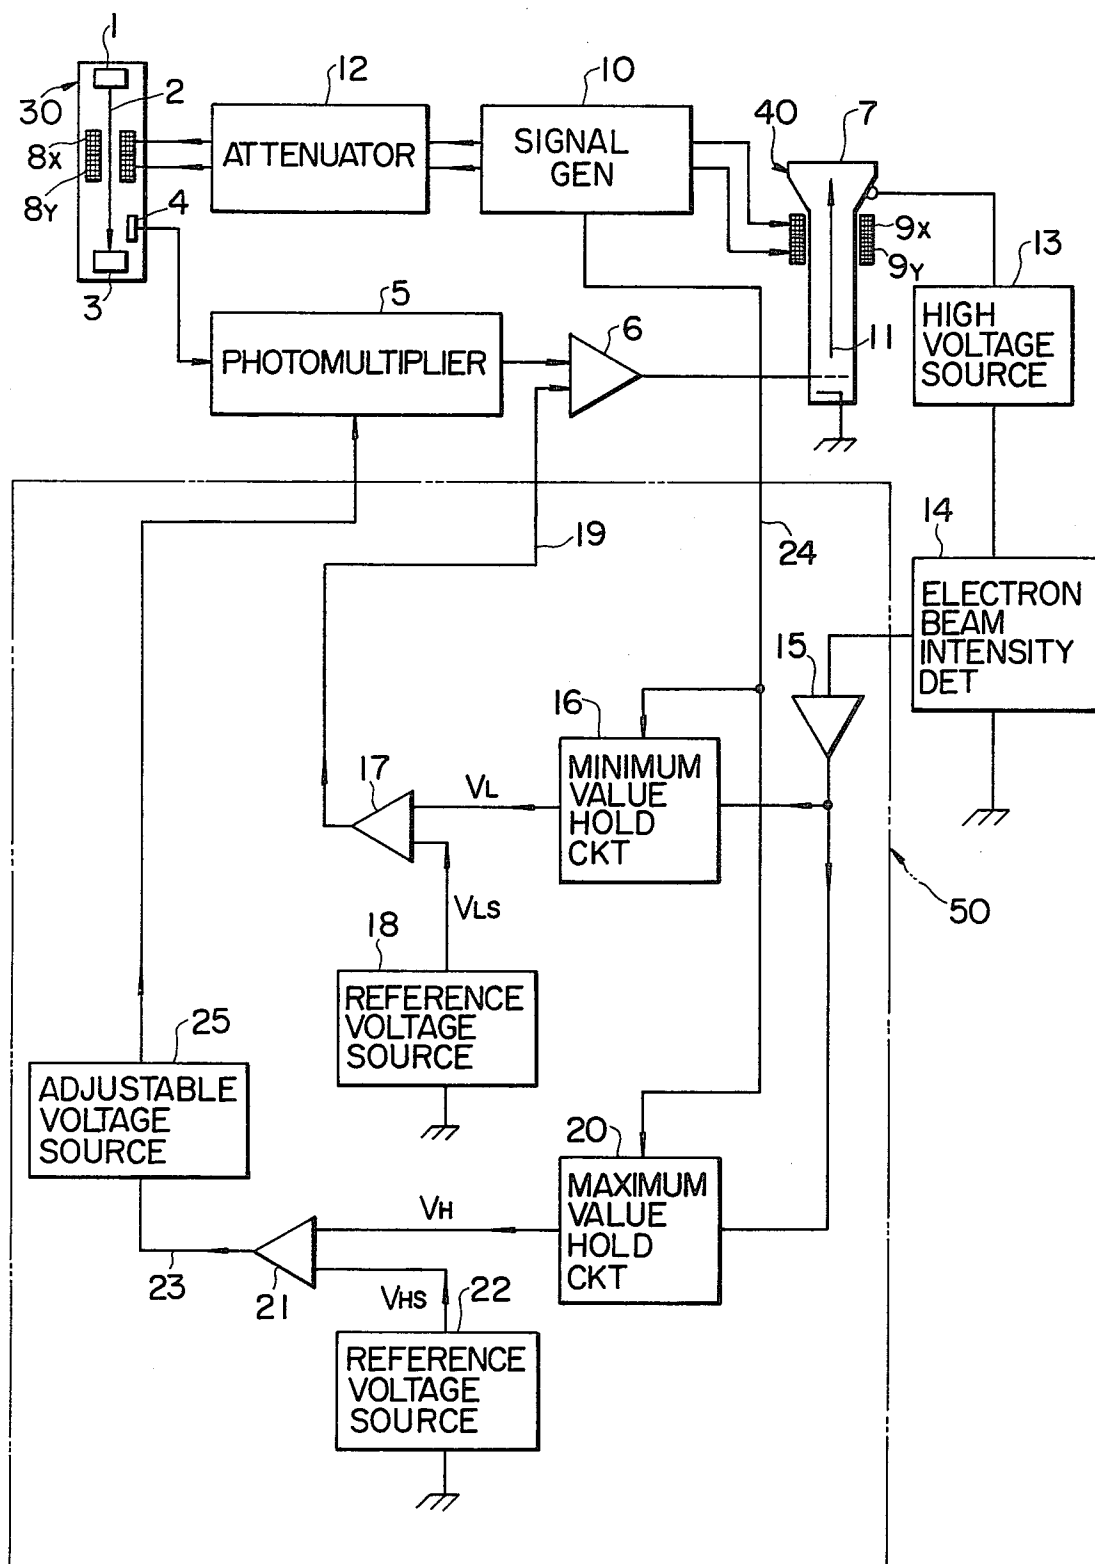 1
12
10
30
2
40
7
8X
ATTENUATOR
SIGNAL
GEN
8Y
4
9X
9Y
13
3
5
6
PHOTOMULTIPLIER
11
HIGH
VOLTAGE
SOURCE
19
24
14
ELECTRON
BEAM
INTENSITY
DET
15
16
17
VL
MINIMUM
VALUE
HOLD
CKT
50
VLS
18
REFERENCE
VOLTAGE
SOURCE
25
ADJUSTABLE
VOLTAGE
SOURCE
20
MAXIMUM
VALUE
HOLD
CKT
VH
23
21
VHS
22
REFERENCE
VOLTAGE
SOURCE